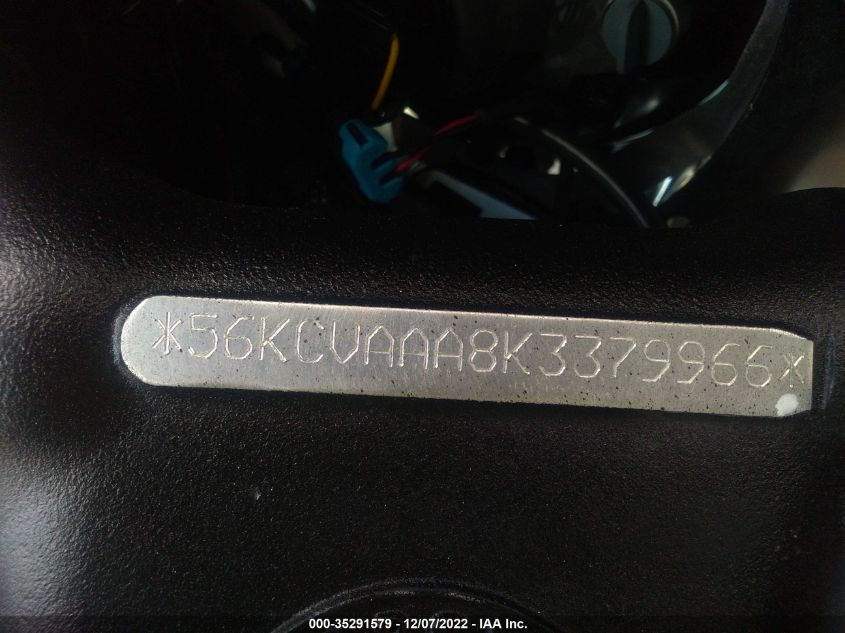 *56KCVAAA8K3379966*
000-35291579 - 12/07/2022 - IAA Inc.